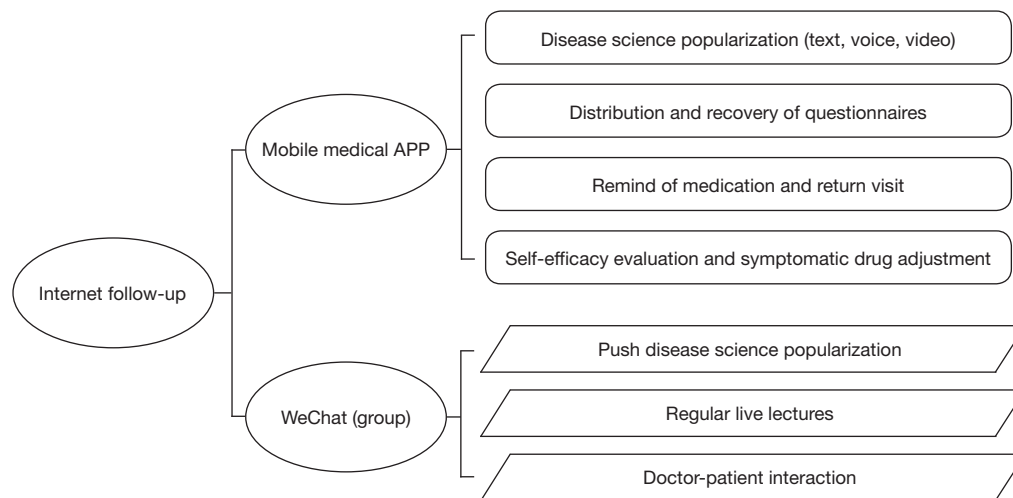 Disease science popularization (text, voice, video)
Distribution and recovery of questionnaires
Mobile medical APP
Remind of medication and return visit
Self-efficacy evaluation and symptomatic drug adjustment
Internet follow-up
Push disease science popularization
WeChat (group)
Regular live lectures
Doctor-patient interaction